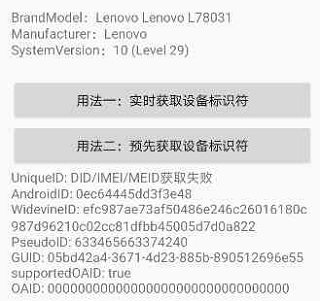 BrandModel：Lenovo Lenovo L78031
Manufacturer：Lenovo
SystemVersion：10 (Level 29)
用法一：实时获取设备标识符
用法二：预先获取设备标识符
UniqueID: DID/IMEI/MEID获取失败
AndroidID: 0ec64445dd3f3e48
WidevineID: efc987ae73af50486e246c26016180c
987d96210c02cc81dfbb45005d7d0a822
PseudoID: 633465663374240
GUID: 05bd42a4-3671-4d23-885b-890512696e55
supportedOAID: true
OAID: 00000000000000000000000000000000